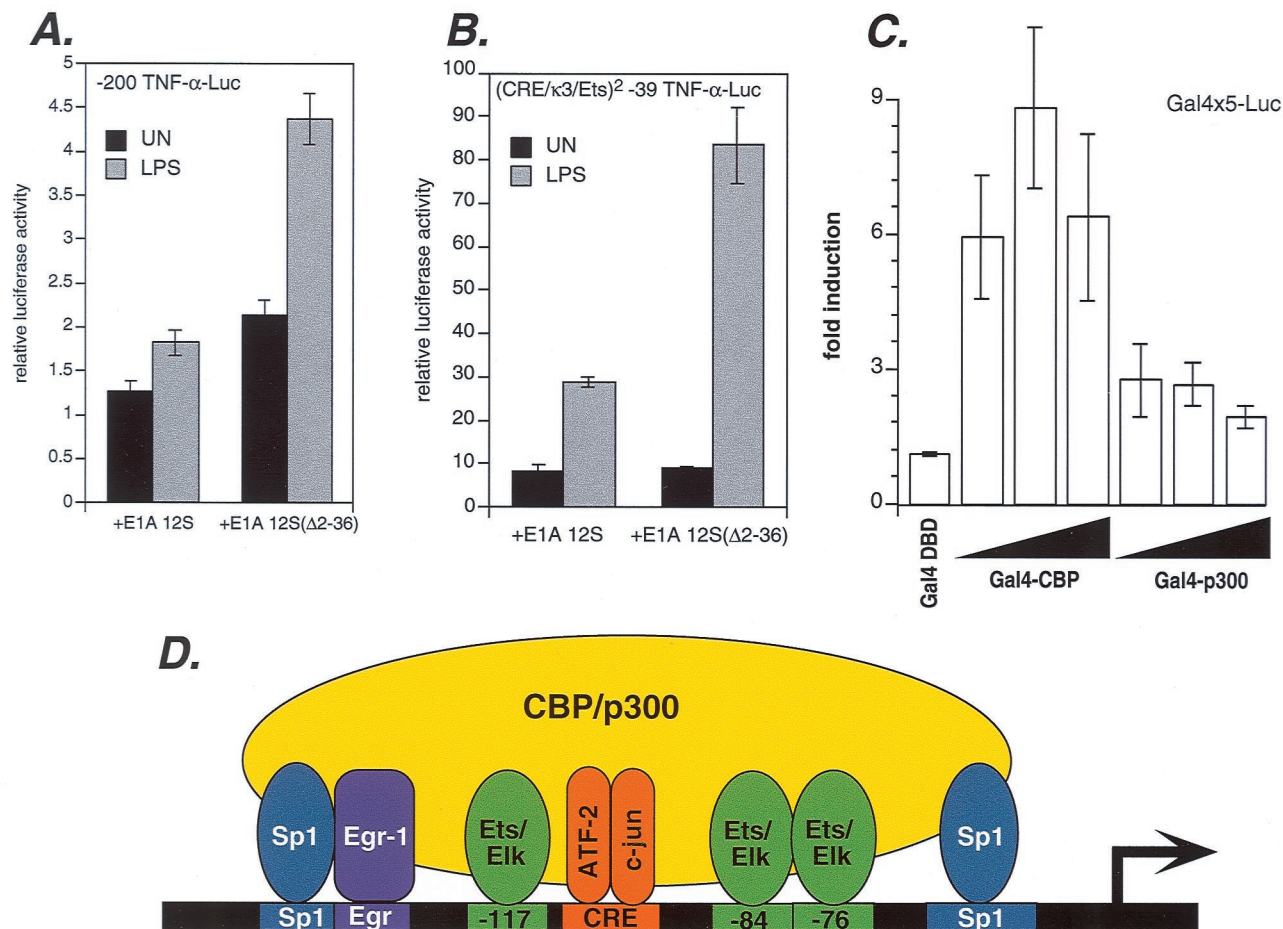 A.
5
4.5
4
3.5
3
2.5
2
1.5
1
0.5
0
relative luciferase activity
-200 TNF-α-Luc
UN
LPS
+E1A 12S
+E1A 12S(Δ2-36)
B.
100
90
80
70
60
50
40
30
20
10
0
relative luciferase activity
(CRE/κ3/Ets)² -39 TNF-α-Luc
UN
LPS
+E1A 12S
+E1A 12S(Δ2-36)
C.
Gal4x5-Luc
9
6
3
0
fold induction
Gal4 DBD
Gal4-CBP
Gal4-p300
D.
CBP/p300
Sp1
Egr-1
Ets/
Elk
ATF-2
c-jun
Ets/
Elk
Ets/
Elk
Sp1
Sp1
Egr
-117
CRE
-84
-76
Sp1